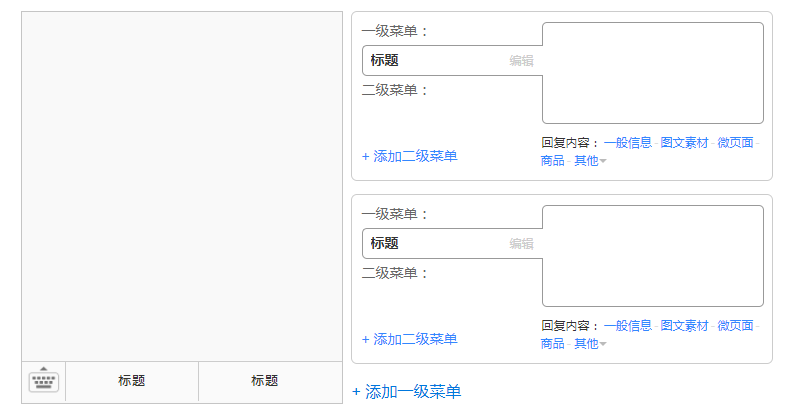 一级菜单：
标题 编辑
二级菜单：
+ 添加二级菜单
回复内容： 一般信息 - 图文素材 - 微页面 -
商品 - 其他
一级菜单：
标题 编辑
二级菜单：
+ 添加二级菜单
回复内容： 一般信息 - 图文素材 - 微页面 -
商品 - 其他
标题 标题
+ 添加一级菜单